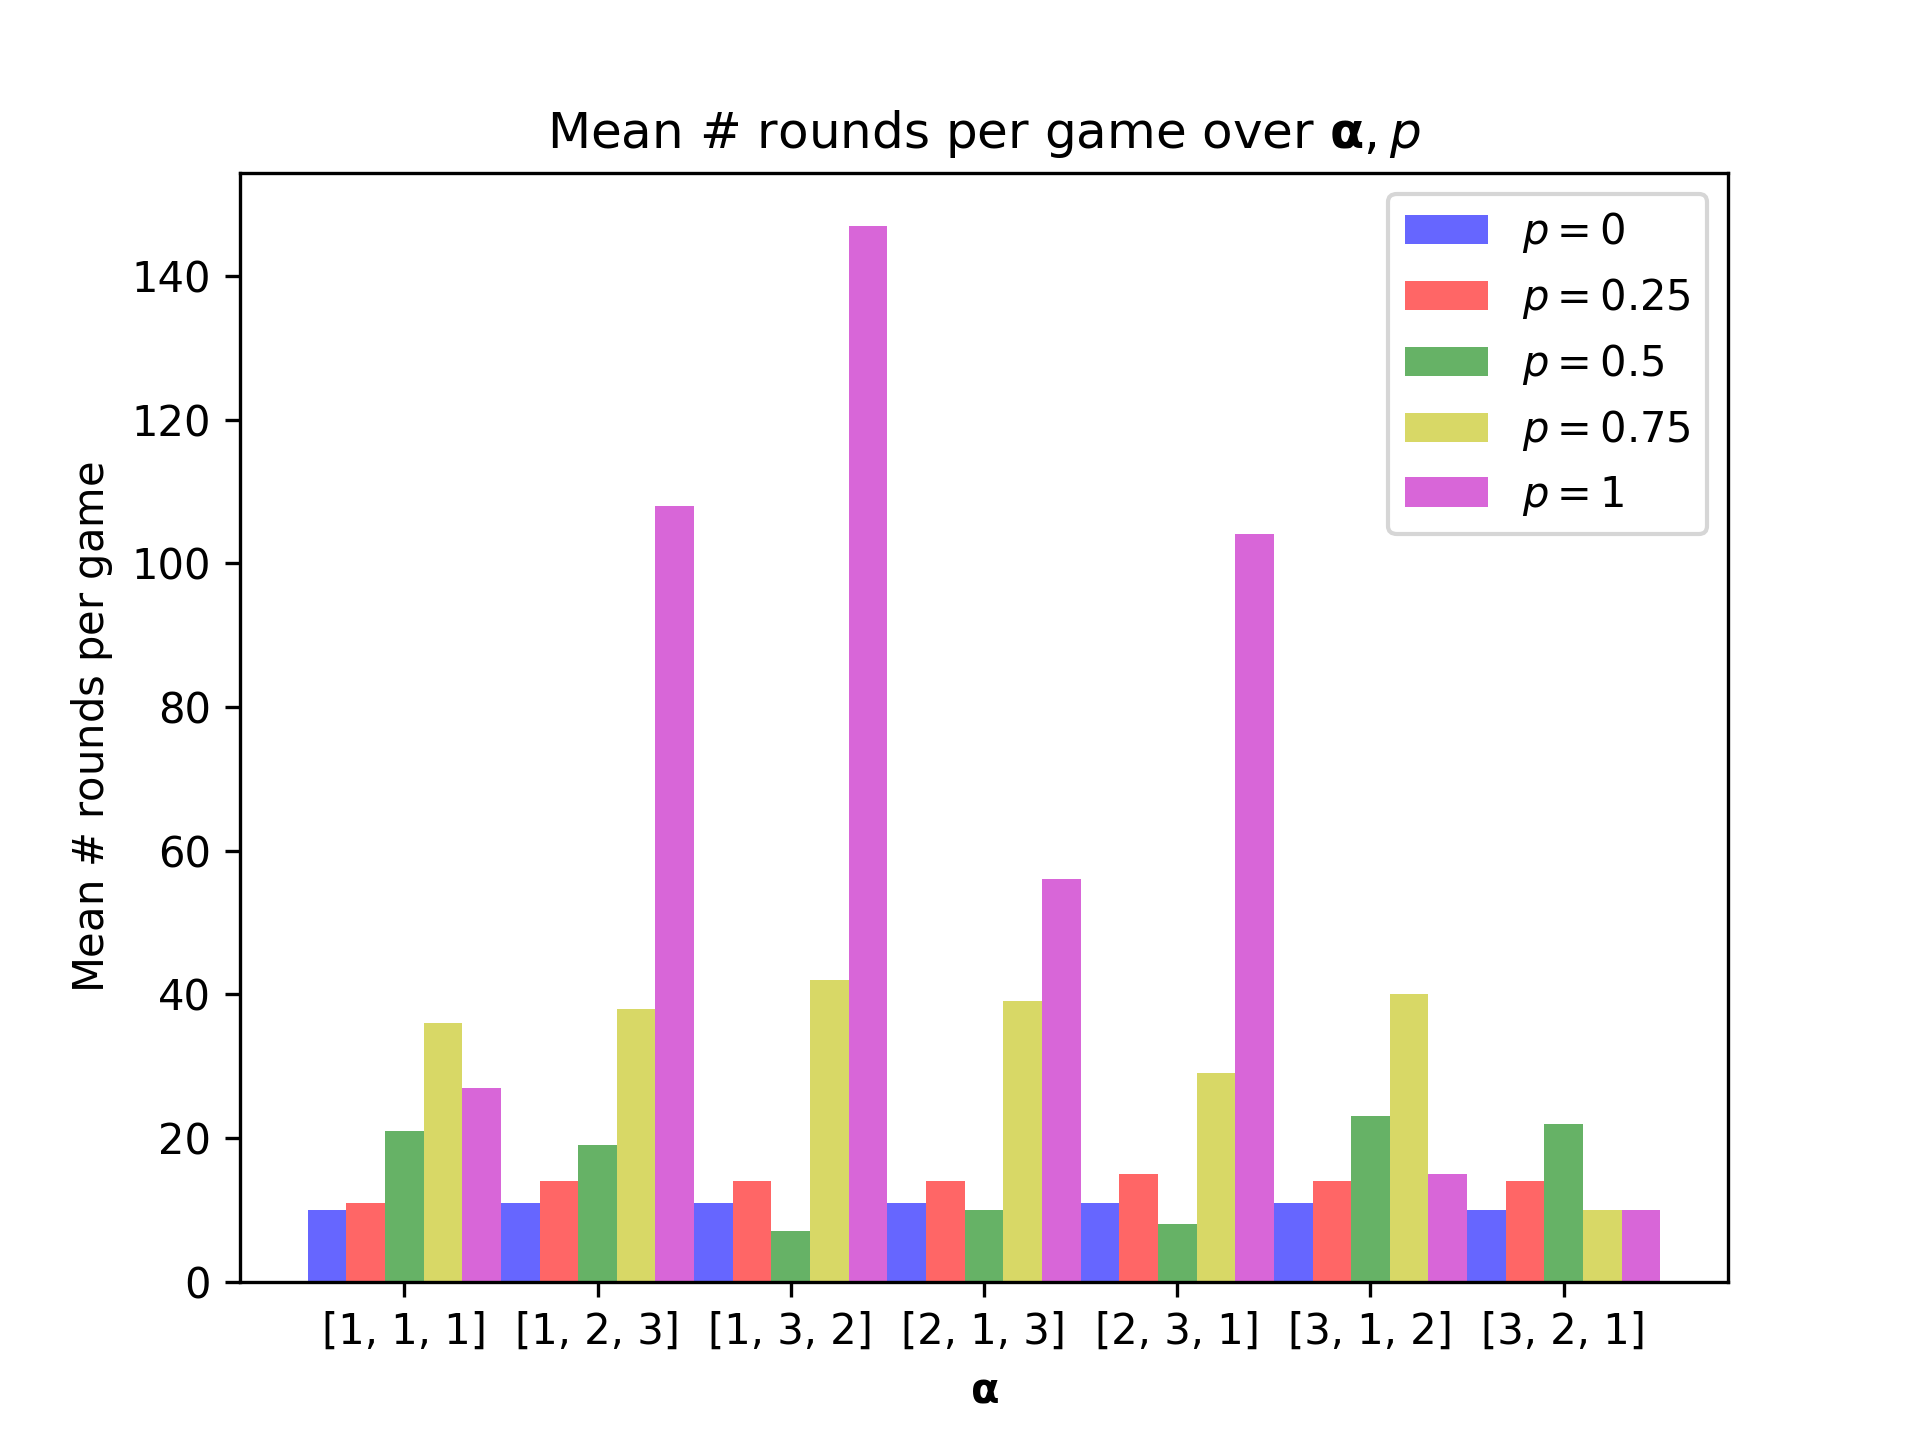 Mean # rounds per game over 𝛂, p
Mean # rounds per game
140
120
100
80
60
40
20
0
p = 0
p = 0.25
p = 0.5
p = 0.75
p = 1
[1, 1, 1] [1, 2, 3] [1, 3, 2] [2, 1, 3] [2, 3, 1] [3, 1, 2] [3, 2, 1]
𝛂